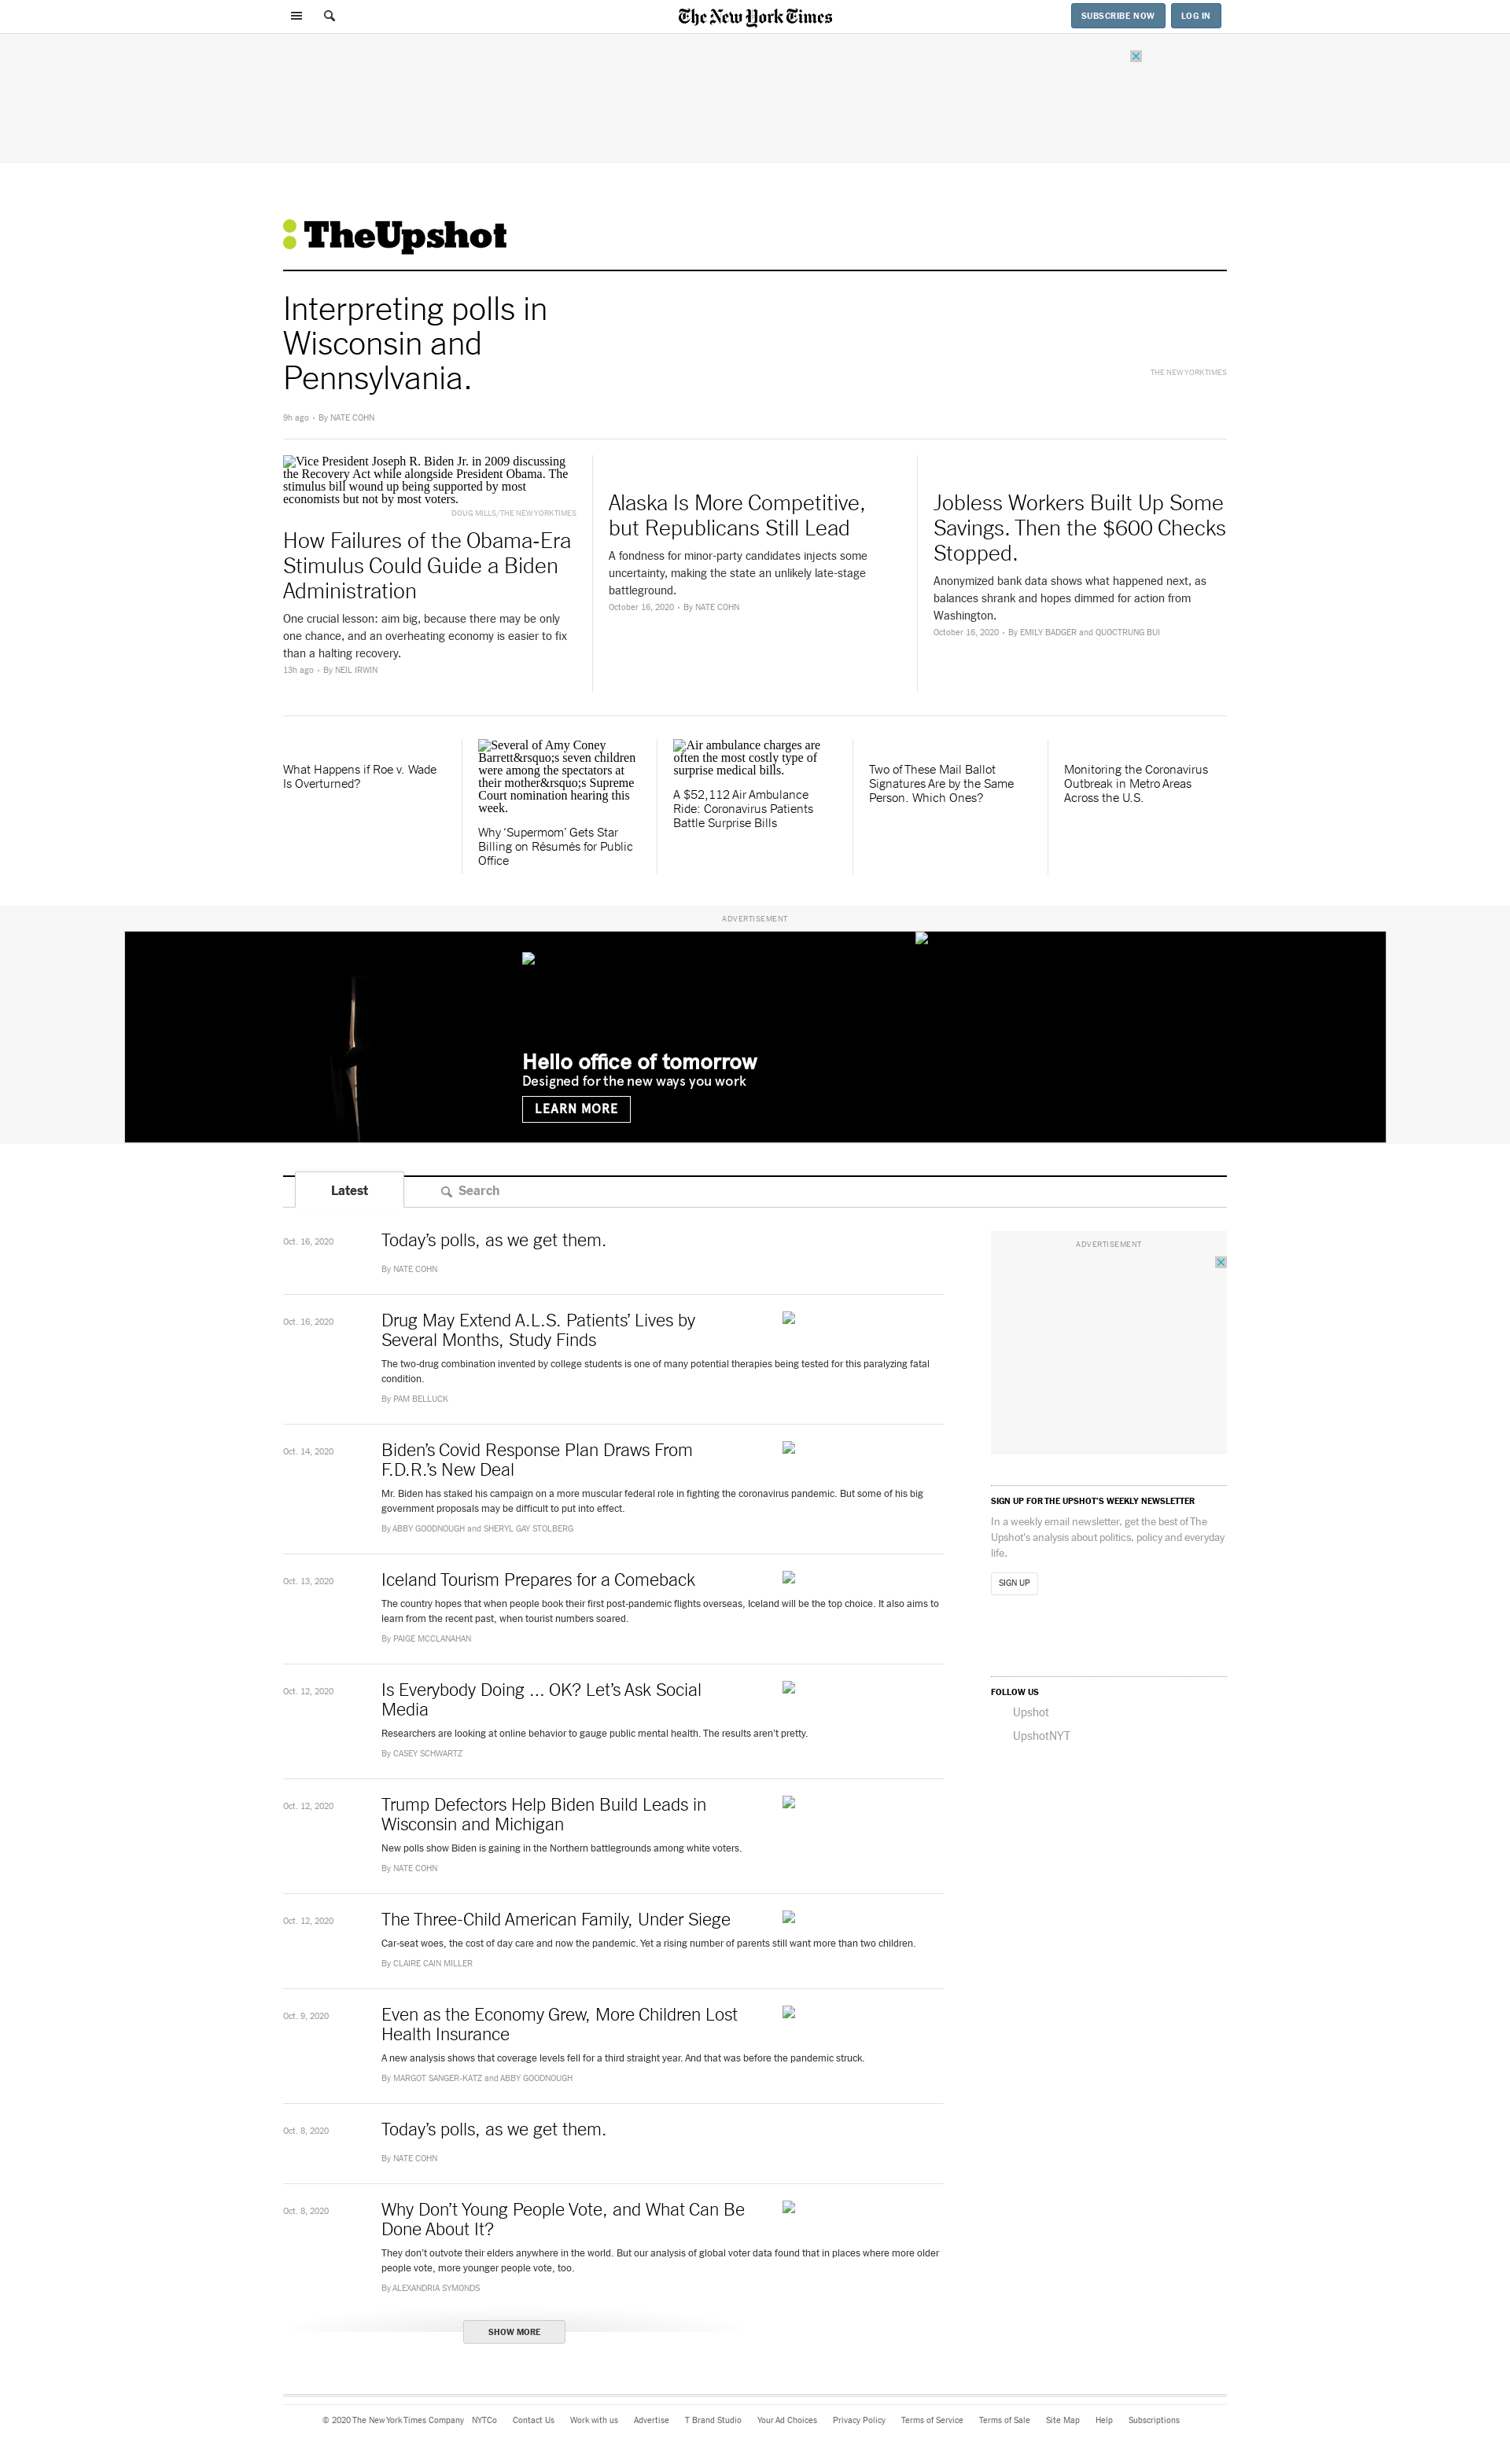 The New York Times
SUBSCRIBE NOW
LOG IN
TheUpshot
Interpreting polls in
Wisconsin and
Pennsylvania.
THE NEW YORK TIMES
9h ago • By NATE COHN
Vice President Joseph R. Biden Jr. in 2009 discussing
the Recovery Act while alongside President Obama. The
stimulus bill wound up being supported by most
economists but not by most voters.
DOUG MILLS/THE NEW YORK TIMES
How Failures of the Obama-Era
Stimulus Could Guide a Biden
Administration
One crucial lesson: aim big, because there may be only
one chance, and an overheating economy is easier to fix
than a halting recovery.
13h ago • By NEIL IRWIN
Alaska Is More Competitive,
but Republicans Still Lead
A fondness for minor-party candidates injects some
uncertainty, making the state an unlikely late-stage
battleground.
October 16, 2020 • By NATE COHN
Jobless Workers Built Up Some
Savings. Then the $600 Checks
Stopped.
Anonymized bank data shows what happened next, as
balances shrank and hopes dimmed for action from
Washington.
October 16, 2020 • By EMILY BADGER and QUOCTRUNG BUI
What Happens if Roe v. Wade
Is Overturned?
Several of Amy Coney
Barrett&rsquo;s seven children
were among the spectators at
their mother&rsquo;s Supreme
Court nomination hearing this
week.
Why ‘Supermom’ Gets Star
Billing on Résumés for Public
Office
Air ambulance charges are
often the most costly type of
surprise medical bills.
A $52,112 Air Ambulance
Ride: Coronavirus Patients
Battle Surprise Bills
Two of These Mail Ballot
Signatures Are by the Same
Person. Which Ones?
Monitoring the Coronavirus
Outbreak in Metro Areas
Across the U.S.
ADVERTISEMENT
Hello office of tomorrow
Designed for the new ways you work
LEARN MORE
Latest
Search
Oct. 16, 2020
Today’s polls, as we get them.
By NATE COHN
Oct. 16, 2020
Drug May Extend A.L.S. Patients’ Lives by
Several Months, Study Finds
The two-drug combination invented by college students is one of many potential therapies being tested for this paralyzing fatal
condition.
By PAM BELLUCK
Oct. 14, 2020
Biden’s Covid Response Plan Draws From
F.D.R.’s New Deal
Mr. Biden has staked his campaign on a more muscular federal role in fighting the coronavirus pandemic. But some of his big
government proposals may be difficult to put into effect.
By ABBY GOODNOUGH and SHERYL GAY STOLBERG
Oct. 13, 2020
Iceland Tourism Prepares for a Comeback
The country hopes that when people book their first post-pandemic flights overseas, Iceland will be the top choice. It also aims to
learn from the recent past, when tourist numbers soared.
By PAIGE MCCLANAHAN
Oct. 12, 2020
Is Everybody Doing ... OK? Let’s Ask Social
Media
Researchers are looking at online behavior to gauge public mental health. The results aren’t pretty.
By CASEY SCHWARTZ
Oct. 12, 2020
Trump Defectors Help Biden Build Leads in
Wisconsin and Michigan
New polls show Biden is gaining in the Northern battlegrounds among white voters.
By NATE COHN
Oct. 12, 2020
The Three-Child American Family, Under Siege
Car-seat woes, the cost of day care and now the pandemic. Yet a rising number of parents still want more than two children.
By CLAIRE CAIN MILLER
Oct. 9, 2020
Even as the Economy Grew, More Children Lost
Health Insurance
A new analysis shows that coverage levels fell for a third straight year. And that was before the pandemic struck.
By MARGOT SANGER-KATZ and ABBY GOODNOUGH
Oct. 8, 2020
Today’s polls, as we get them.
By NATE COHN
Oct. 8, 2020
Why Don’t Young People Vote, and What Can Be
Done About It?
They don’t outvote their elders anywhere in the world. But our analysis of global voter data found that in places where more older
people vote, more younger people vote, too.
By ALEXANDRIA SYMONDS
SHOW MORE
ADVERTISEMENT
SIGN UP FOR THE UPSHOT’S WEEKLY NEWSLETTER
In a weekly email newsletter, get the best of The
Upshot’s analysis about politics, policy and everyday
life.
SIGN UP
FOLLOW US
Upshot
UpshotNYT
© 2020 The New York Times Company NYTCo Contact Us Work with us Advertise T Brand Studio Your Ad Choices Privacy Policy Terms of Service Terms of Sale Site Map Help Subscriptions